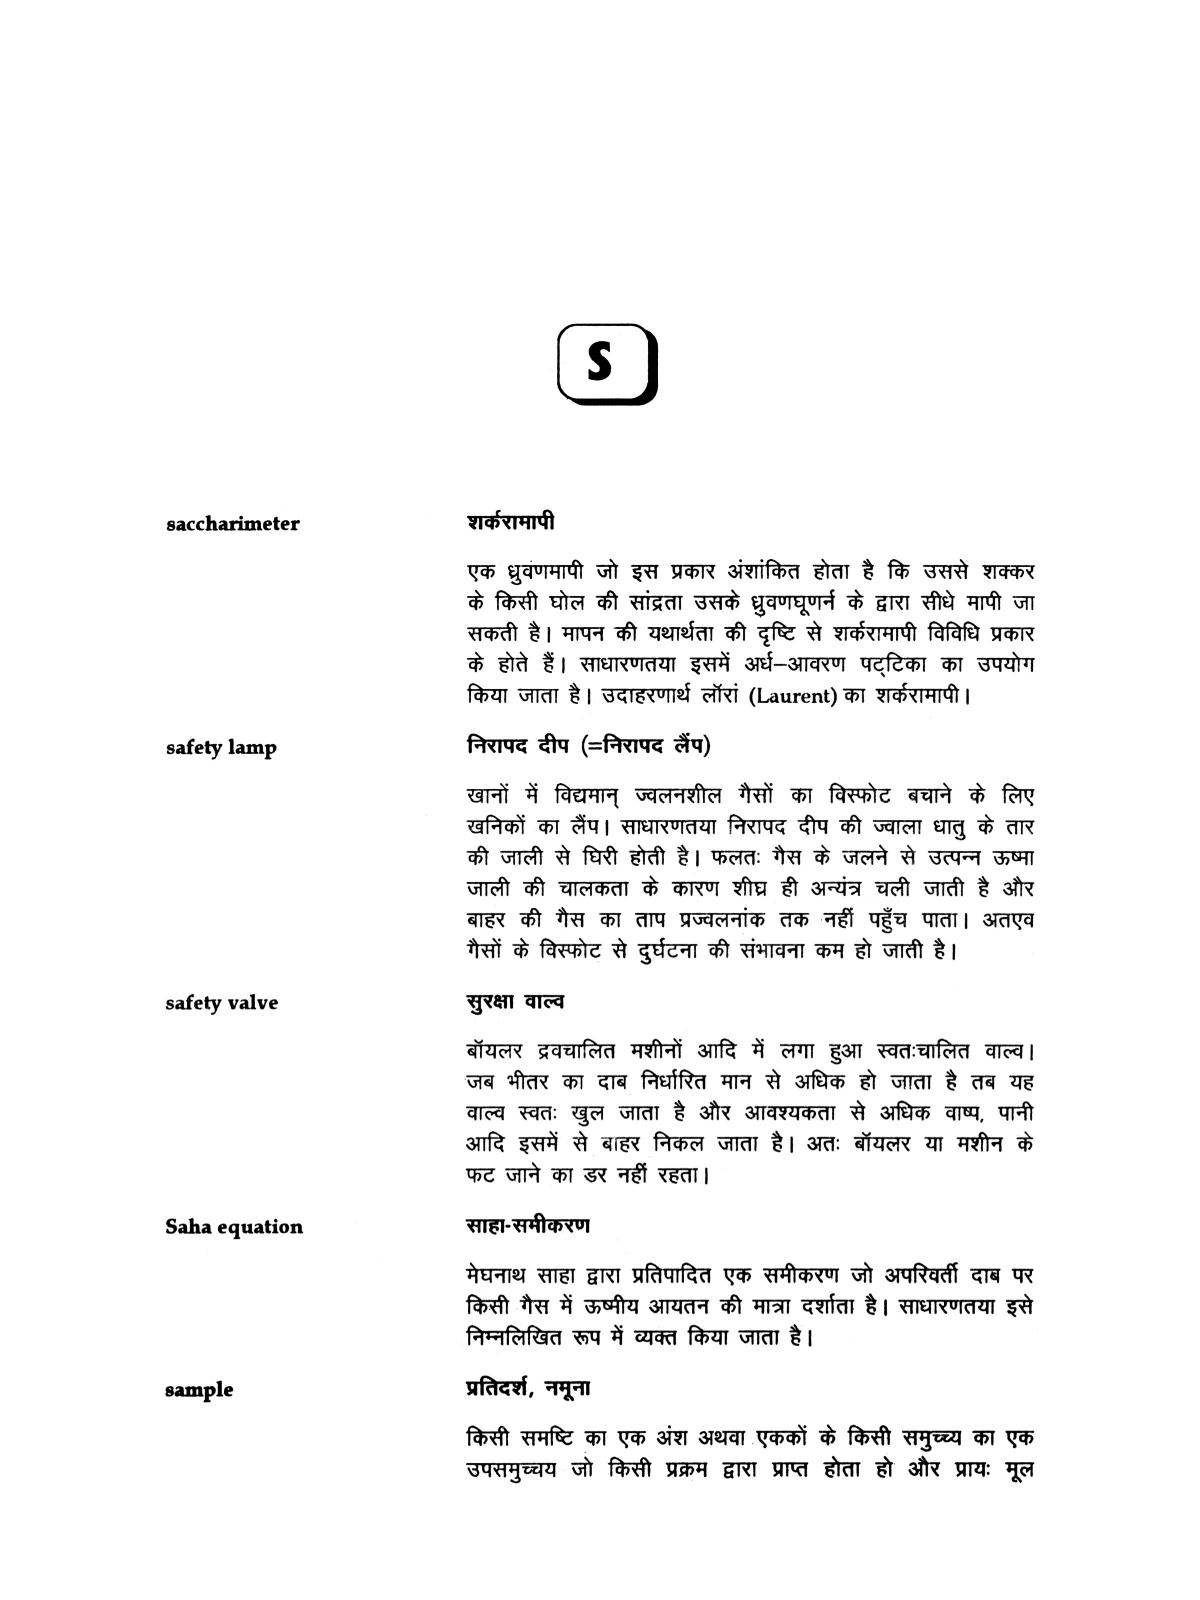 S
saccharimeter शर्करामापी
एक ध्रुवंणमापी जो इस प्रकार अंशांकित होता है कि उससे शक्कर
के किसी घोल की सांद्रता उसके ध्रुवणघूणर्न के द्वारा सीधे मापी जा
सकती है। मापन की यथार्थता की दृष्टि से शर्करामापी विविधि प्रकार
के होते हैं। साधारणतया इसमें अर्ध–आवरण पट्टिका का उपयोग
किया जाता है। उदाहरणार्थ लॉरां (Laurent) का शर्करामापी।
safety lamp निरापद दीप (=निरापद लैंप)
खानों में विद्यमान् ज्वलनशील गैसों का विस्फोट बचाने के लिए
खनिकों का लैंप। साधारणतया निरापद दीप की ज्वाला धातु के तार
की जाली से घिरी होती है। फलतः गैस के जलने से उत्पन्न ऊष्मा
जाली की चालकता के कारण शीघ्र ही अन्यंत्र चली जाती है और
बाहर की गैस का ताप प्रज्वलनांक तक नहीं पहुँच पाता। अतएव
गैसों के विस्फोट से दुर्घटना की संभावना कम हो जाती है।
safety valve सुरक्षा वाल्व
बॉयलर द्रवचालित मशीनों आदि में लगा हुआ स्वतःचालित वाल्व।
जब भीतर का दाब निर्धारित मान से अधिक हो जाता है तब यह
वाल्व स्वतः खुल जाता है और आवश्यकता से अधिक वाष्प, पानी
आदि इसमें से बाहर निकल जाता है। अतः बॉयलर या मशीन के
फट जाने का डर नहीं रहता।
Saha equation साहा-समीकरण
मेघनाथ साहा द्वारा प्रतिपादित एक समीकरण जो अपरिवर्ती दाब पर
किसी गैस में ऊष्मीय आयतन की मात्रा दर्शाता है। साधारणतया इसे
निम्नलिखित रूप में व्यक्त किया जाता है।
sample प्रतिदर्श, नमूना
किसी समष्टि का एक अंश अथवा एककों के किसी समुच्च्य का एक
उपसमुच्चय जो किसी प्रक्रम द्वारा प्राप्त होता हो और प्रायः मूल